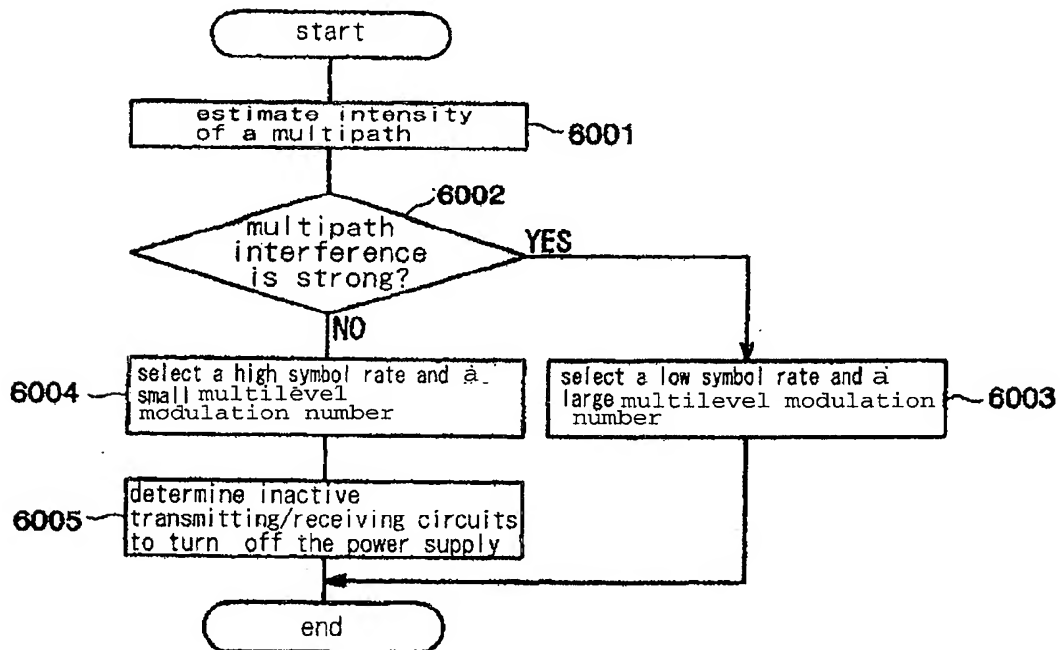 start
estimate intensity
of a multipath
6001
6002
multipath
interference
is strong?
YES
NO
select a high symbol rate and a
small multilevel
modulation number
6004
select a low symbol rate and a
large multilevel modulation
number
6003
determine inactive
transmitting/receiving circuits
to turn off the power supply
6005
end